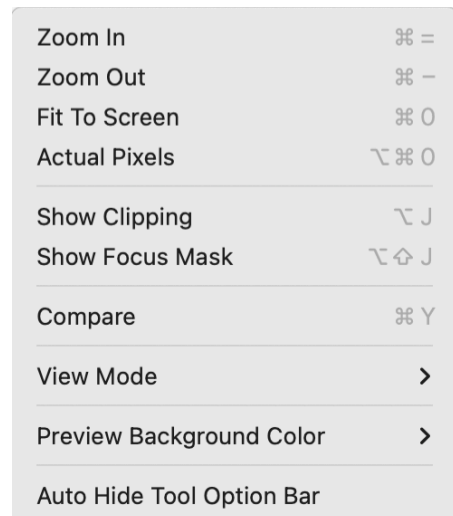 Zoom In ⌘ =
Zoom Out ⌘ –
Fit To Screen ⌘ 0
Actual Pixels ⌥ ⌘ 0
Show Clipping ⌥ J
Show Focus Mask ⌥ ⇧ J
Compare ⌘ Y
View Mode >
Preview Background Color >
Auto Hide Tool Option Bar